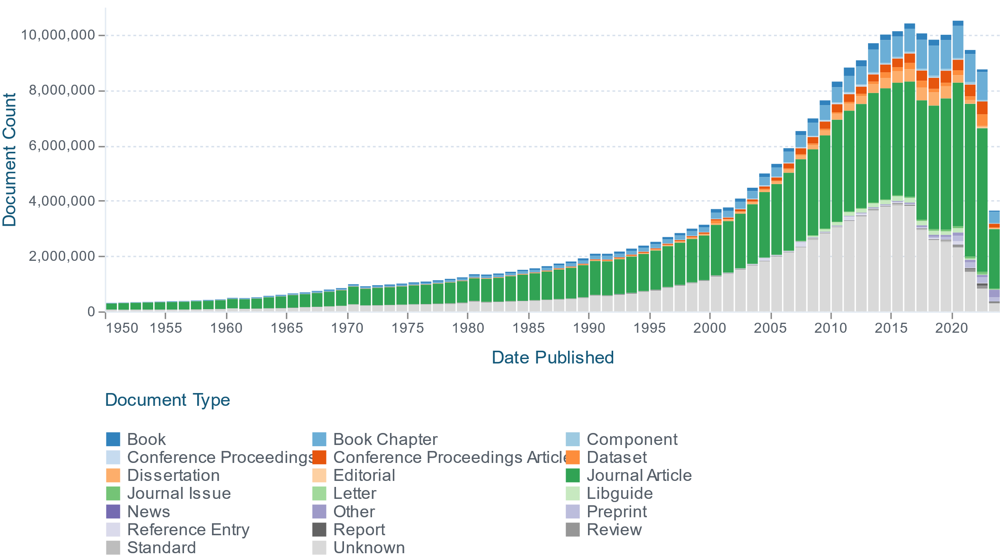 10,000,000
8,000,000
6,000,000
4,000,000
2,000,000
0
Document Count
1950 1955 1960 1965 1970 1975 1980 1985 1990 1995 2000 2005 2010 2015 2020
Date Published
Document Type
Book Book Chapter Component
Conference Proceedings Conference Proceedings Article Dataset
Dissertation Editorial Journal Article
Journal Issue Letter Libguide
News Other Preprint
Reference Entry Report Review
Standard Unknown